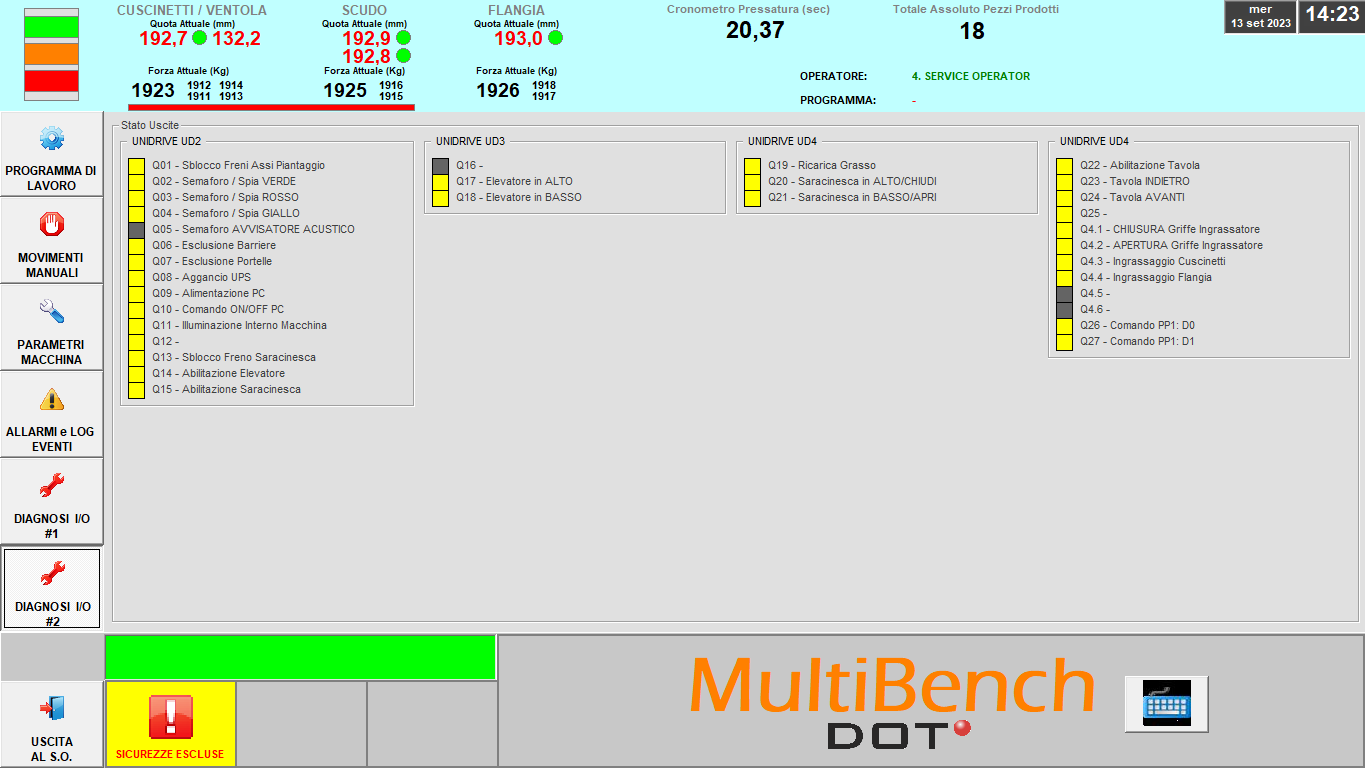 CUSCINETTI / VENTOLA
Quota Attuale (mm)
192,7 132,2
Forza Attuale (Kg)
1923 1912 1914
1911 1913
SCUDO
Quota Attuale (mm)
192,9
192,8
Forza Attuale (Kg)
1925 1916
1915
FLANGIA
Quota Attuale (mm)
193,0
Forza Attuale (Kg)
1926 1918
1917
Cronometro Pressatura (sec)
20,37
Totale Assoluto Pezzi Prodotti
18
OPERATORE: 4. SERVICE OPERATOR
PROGRAMMA: -
mer
13 set 2023
14:23
PROGRAMMA DI
LAVORO
MOVIMENTI
MANUALI
PARAMETRI
MACCHINA
ALLARMI e LOG
EVENTI
DIAGNOSI I/O
#1
DIAGNOSI I/O
#2
USCITA
AL S.O.
Stato Uscite
UNIDRIVE UD2
Q01 - Sblocco Freni Assi Piantaggio
Q02 - Semaforo / Spia VERDE
Q03 - Semaforo / Spia ROSSO
Q04 - Semaforo / Spia GIALLO
Q05 - Semaforo AVVISATORE ACUSTICO
Q06 - Esclusione Barriere
Q07 - Esclusione Portelle
Q08 - Aggancio UPS
Q09 - Alimentazione PC
Q10 - Comando ON/OFF PC
Q11 - Illuminazione Interno Macchina
Q12 -
Q13 - Sblocco Freno Saracinesca
Q14 - Abilitazione Elevatore
Q15 - Abilitazione Saracinesca
UNIDRIVE UD3
Q16 -
Q17 - Elevatore in ALTO
Q18 - Elevatore in BASSO
UNIDRIVE UD4
Q19 - Ricarica Grasso
Q20 - Saracinesca in ALTO/CHIUDI
Q21 - Saracinesca in BASSO/APRI
UNIDRIVE UD4
Q22 - Abilitazione Tavola
Q23 - Tavola INDIETRO
Q24 - Tavola AVANTI
Q25 -
Q4.1 - CHIUSURA Griffe Ingrassatore
Q4.2 - APERTURA Griffe Ingrassatore
Q4.3 - Ingrassaggio Cuscinetti
Q4.4 - Ingrassaggio Flangia
Q4.5 -
Q4.6 -
Q26 - Comando PP1: D0
Q27 - Comando PP1: D1
SICUREZZE ESCLUSE
MultiBench
DOT